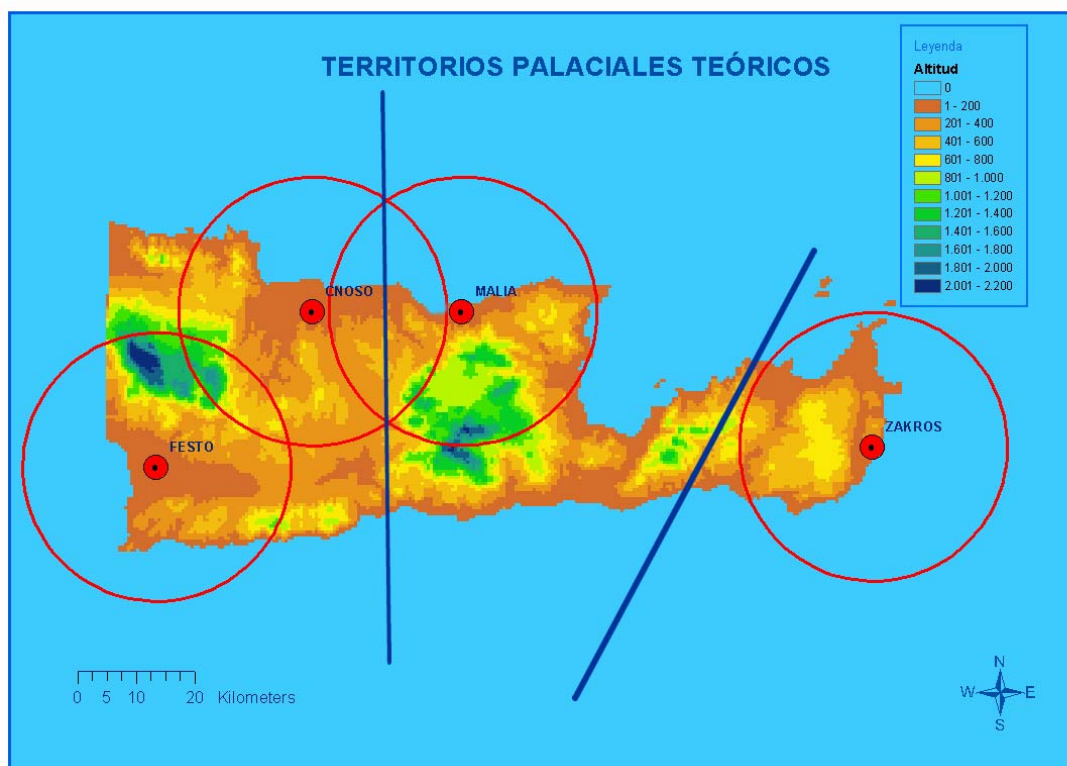 TERRITORIOS PALACIALES TEÓRICOS
Leyenda
Altitud
0
1 - 200
201 - 400
401 - 600
601 - 800
801 - 1.000
1.001 - 1.200
1.201 - 1.400
1.401 - 1.600
1.601 - 1.800
1.801 - 2.000
2.001 - 2.200
CNOSO
MALIA
ZAKROS
FESTO
0 5 10 20 Kilometers
N
W E
S